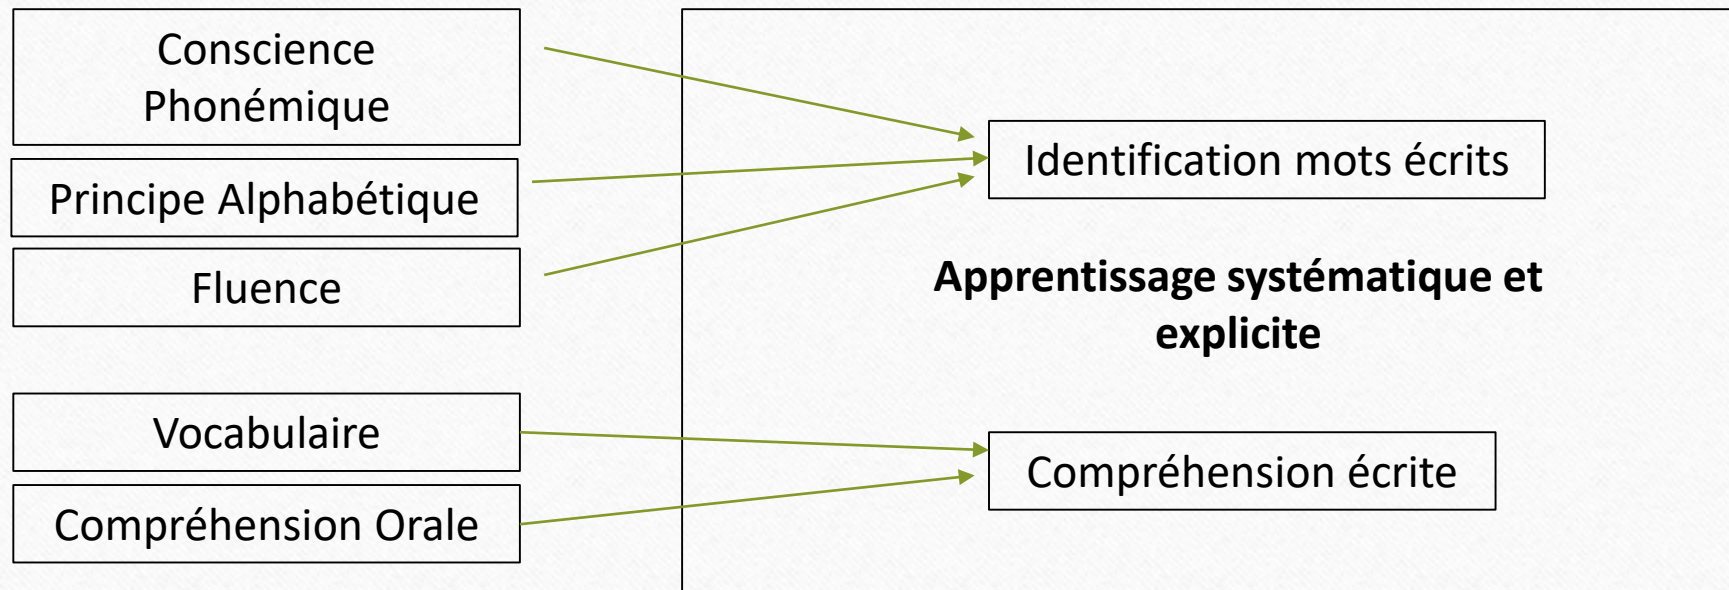 Conscience
Phonémique
Principe Alphabétique
Fluence
Vocabulaire
Compréhension Orale
Identification mots écrits
Apprentissage systématique et
explicite
Compréhension écrite